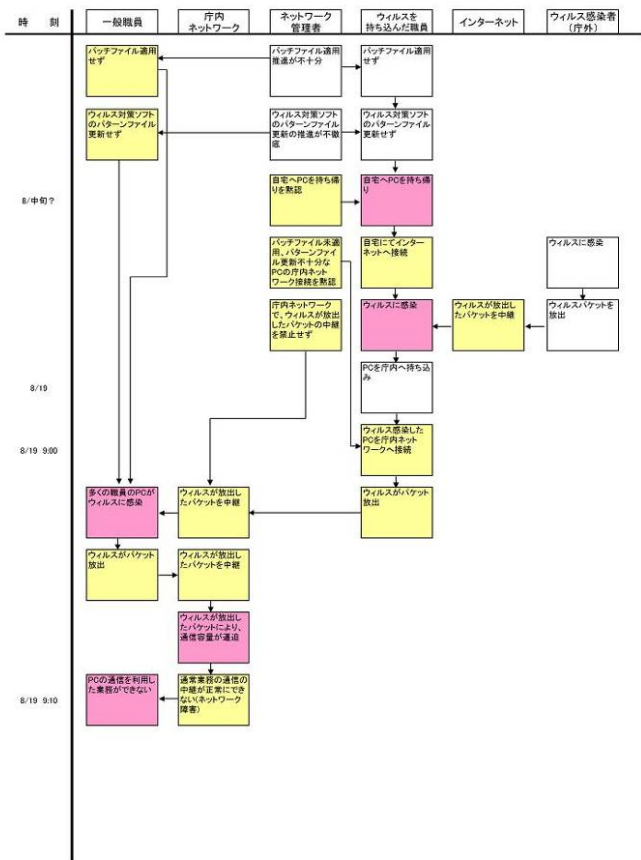 時　刻
一般職員
庁内
ネットワーク
ネットワーク
管理者
ウィルスを
持ち込んだ職員
インターネット
ウィルス感染者
(庁外)
パッチファイル適用
せず
パッチファイル適用
推進が不十分
パッチファイル適用
せず
ウィルス対策ソフト
のパターンファイル
更新せず
ウィルス対策ソフト
のパターンファイル
更新の推進が不徹
底
ウィルス対策ソフト
のパターンファイル
更新せず
8/中旬?
自宅へPCを持ち帰
りを黙認
自宅へPCを持ち帰
り
パッチファイル未適
用、パターンファイ
ル更新不十分な
PCの庁内ネット
ワーク接続を黙認
自宅にてインター
ネットへ接続
ウィルスに感染
庁内ネットワーク
で、ウィルスが放出
したパケットの中継
を禁止せず
ウィルスに感染
ウィルスが放出し
たパケットを中継
ウィルスパケットを
放出
8/19
PCを庁内へ持ち込
み
8/19 9:00
ウィルス感染した
PCを庁内ネット
ワークへ接続
多くの職員のPCが
ウィルスに感染
ウィルスが放出し
たパケットを中継
ウィルスがパケット
放出
ウィルスがパケット
放出
ウィルスが放出し
たパケットを中継
ウィルスが放出し
たパケットにより、
通信容量が逼迫
8/19 9:10
PCの通信を利用し
た業務ができない
通常業務の通信の
中継が正常にでき
ない(ネットワーク
障害)